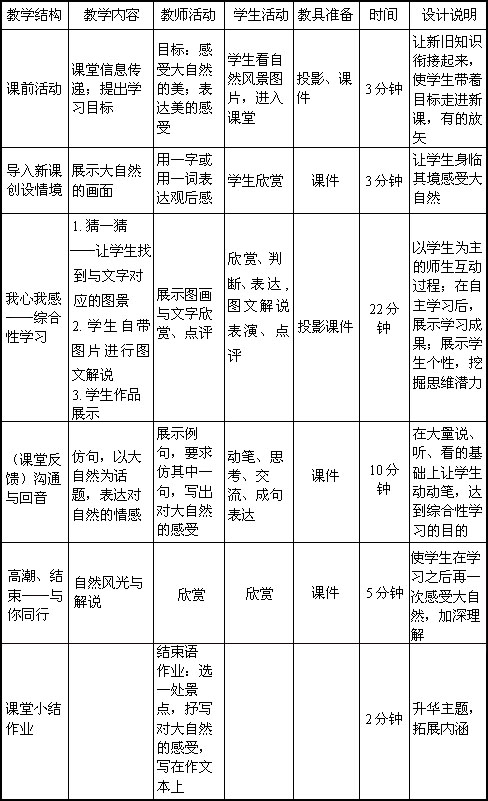 教学结构 教学内容 教师活动 学生活动 教具准备 时间 设计说明
课前活动
课堂信息传
递；提出学
习目标
目标：感
受大自然
的美；表
达美的感
受
学生看自
然风景图
片，进入
课堂
投影、课
件
3分钟
让新旧知识
衔接起来，
使学生带着
目标走进新
课，有的放
矢
导入新课
创设情境
展示大自然
的画面
用一字或
用一词表
达观后感
学生欣赏
课件
3分钟
让学生身临
其境感受大
自然
我心我感
——综合
性学习
1.猜一猜
——让学生找
到与文字对
应的图景
2.学生自带
图片进行图
文解说
3.学生作品
展示
展示图画
与文字欣
赏、点评
欣赏、判
断、表达，
图文解说
表演、点
评
投影课件
22分
钟
以学生为主
的师生互动
过程；在自
主学习后，
展示学习成
果；展示学
生个性，挖
掘思维潜力
（课堂反
馈）沟通
与回音
仿句，以大
自然为话
题，表达对
自然的情感
展示例
句，要求
仿其中一
句，写出
对大自然
的感受
动笔、思
考、交
流、成句
表达
课件
10分
钟
在大量说、
听、看的基
础上让学生
动动笔，达
到综合性学
习的目的
高潮、结
束——与
你同行
自然风光与
解说
欣赏
欣赏
课件
5分钟
使学生在学
习之后再一
次感受大自
然，加深理
解
课堂小结
作业
结束语
作业：选
一处景
点，抒写
对大自然
的感受，
写在作文
本上
2分钟
升华主题，
拓展内涵